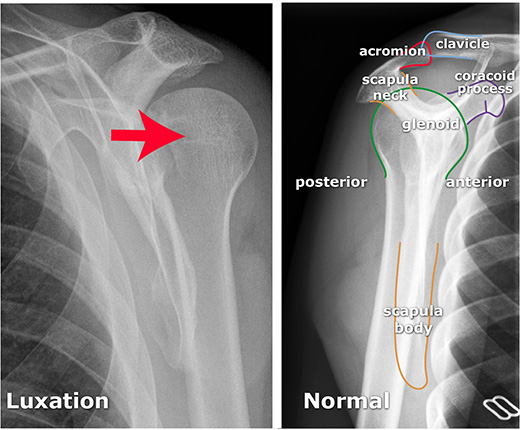 Luxation
clavicle
acromion
scapula
neck
coracoid
process
glenoid
posterior
anterior
scapula
body
Normal